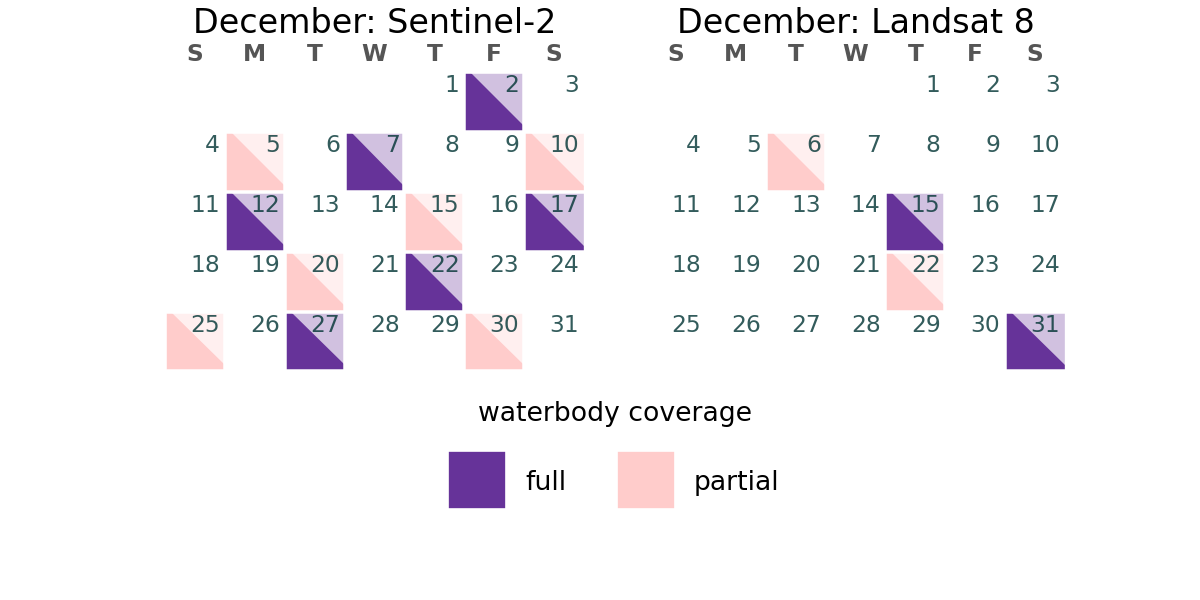 December: Sentinel-2
S M T W T F S
1 2 3
4 5 6 7 8 9 10
11 12 13 14 15 16 17
18 19 20 21 22 23 24
25 26 27 28 29 30 31
December: Landsat 8
S M T W T F S
1 2 3
4 5 6 7 8 9 10
11 12 13 14 15 16 17
18 19 20 21 22 23 24
25 26 27 28 29 30 31
waterbody coverage
full partial